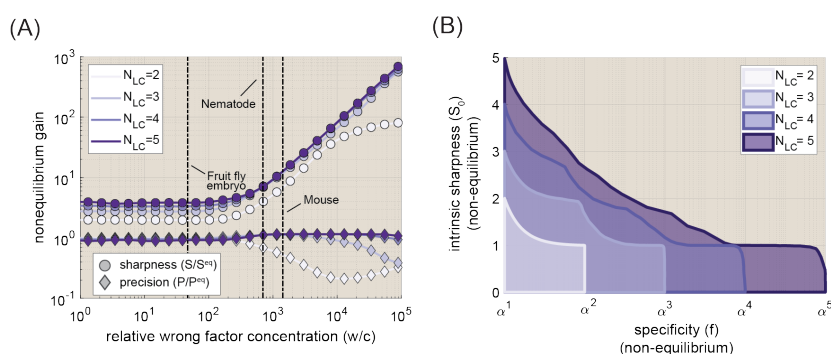 (A)
nonequilibrium gain
10³
10²
10¹
10⁰
10⁻¹
N_LC=2
N_LC=3
N_LC=4
N_LC=5
Nematode
Fruit fly
embryo
Mouse
sharpness (S/S^eq)
precision (P/P^eq)
10⁰ 10¹ 10² 10³ 10⁴ 10⁵
relative wrong factor concentration (w/c)
(B)
intrinsic sharpness (S₀)
(non-equilibrium)
5
4
3
2
1
0
N_LC = 2
N_LC = 3
N_LC = 4
N_LC = 5
α¹ α² α³ α⁴ α⁵
specificity (f)
(non-equilibrium)